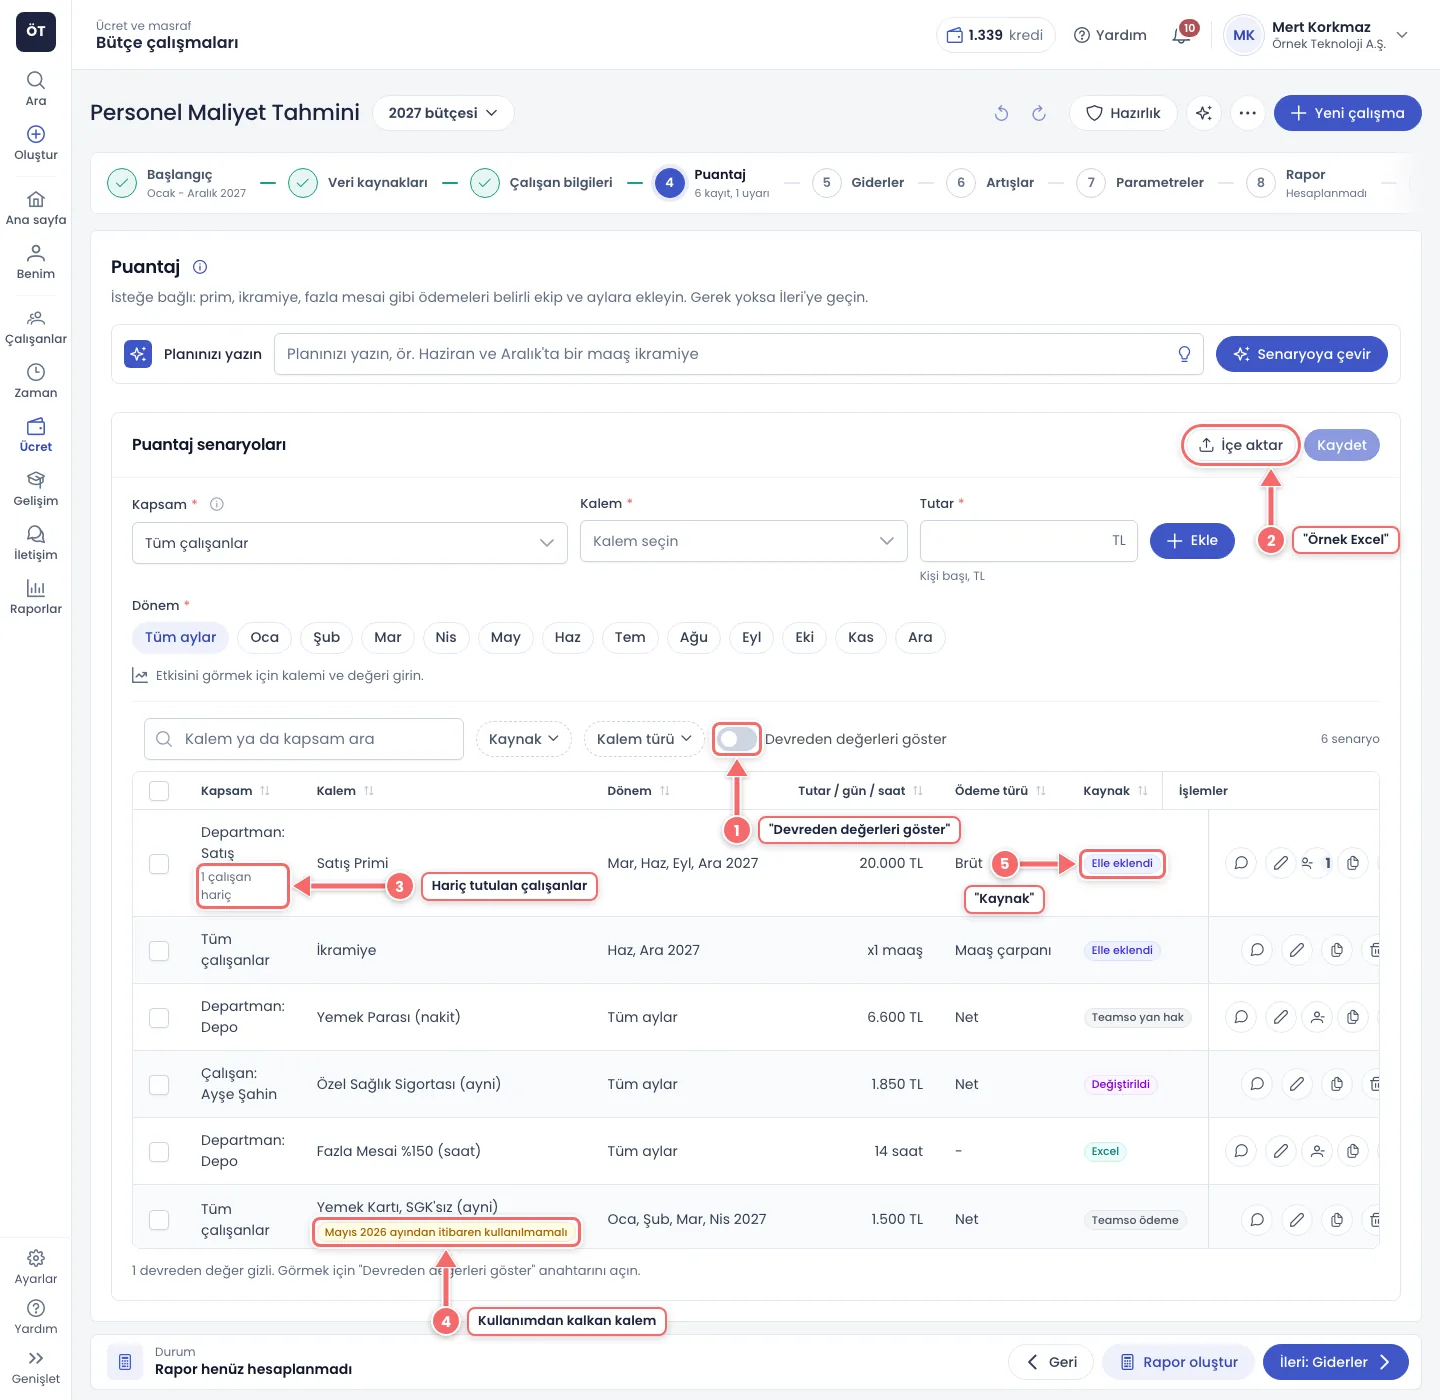 ÖT
Ücret ve masraf
Bütçe çalışmaları
1.339 kredi
Yardım
10
MK
Mert Korkmaz
Örnek Teknoloji A.Ş.
Ara
Oluştur
Ana sayfa
Benim
Çalışanlar
Zaman
Ücret
Gelişim
İletişim
Raporlar
Ayarlar
Yardım
Genişlet
Personel Maliyet Tahmini
2027 bütçesi
Hazırlık
Yeni çalışma
Başlangıç
Ocak - Aralık 2027
Veri kaynakları
Çalışan bilgileri
4
Puantaj
6 kayıt, 1 uyarı
5 Giderler
6 Artışlar
7 Parametreler
8
Rapor
Hesaplanmadı
Puantaj
İsteğe bağlı: prim, ikramiye, fazla mesai gibi ödemeleri belirli ekip ve aylara ekleyin. Gerek yoksa İleri'ye geçin.
Planınızı yazın
Planınızı yazın, ör. Haziran ve Aralık'ta bir maaş ikramiye
Senaryoya çevir
Puantaj senaryoları
İçe aktar
Kaydet
Kapsam *
Kalem *
Tutar *
Tüm çalışanlar
Kalem seçin
TL
Ekle
2 "Örnek Excel"
Kişi başı, TL
Dönem *
Tüm aylar Oca Şub Mar Nis May Haz Tem Ağu Eyl Eki Kas Ara
Etkisini görmek için kalemi ve değeri girin.
Kalem ya da kapsam ara
Kaynak
Kalem türü
Devreden değerleri göster
6 senaryo
Kapsam Kalem Dönem Tutar / gün / saat Ödeme türü Kaynak İşlemler
1 "Devreden değerleri göster"
Departman:
Satış
1 çalışan
hariç
Satış Primi
Mar, Haz, Eyl, Ara 2027
20.000 TL
Brüt
5
Elle eklendi
1
3 Hariç tutulan çalışanlar
"Kaynak"
Tüm
çalışanlar
İkramiye
Haz, Ara 2027
x1 maaş
Maaş çarpanı
Elle eklendi
Departman:
Depo
Yemek Parası (nakit)
Tüm aylar
6.600 TL
Net
Teamso yan hak
Çalışan:
Ayşe Şahin
Özel Sağlık Sigortası (ayni)
Tüm aylar
1.850 TL
Net
Değiştirildi
Departman:
Depo
Fazla Mesai %150 (saat)
Tüm aylar
14 saat
-
Excel
Tüm
çalışanlar
Yemek Kartı, SGK'sız (ayni)
Mayıs 2026 ayından itibaren kullanılmamalı
Oca, Şub, Mar, Nis 2027
1.500 TL
Net
Teamso ödeme
1 devreden değer gizli. Görmek için "Devreden değerleri göster" anahtarını açın.
4 Kullanımdan kalkan kalem
Durum
Rapor henüz hesaplanmadı
Geri
Rapor oluştur
İleri: Giderler